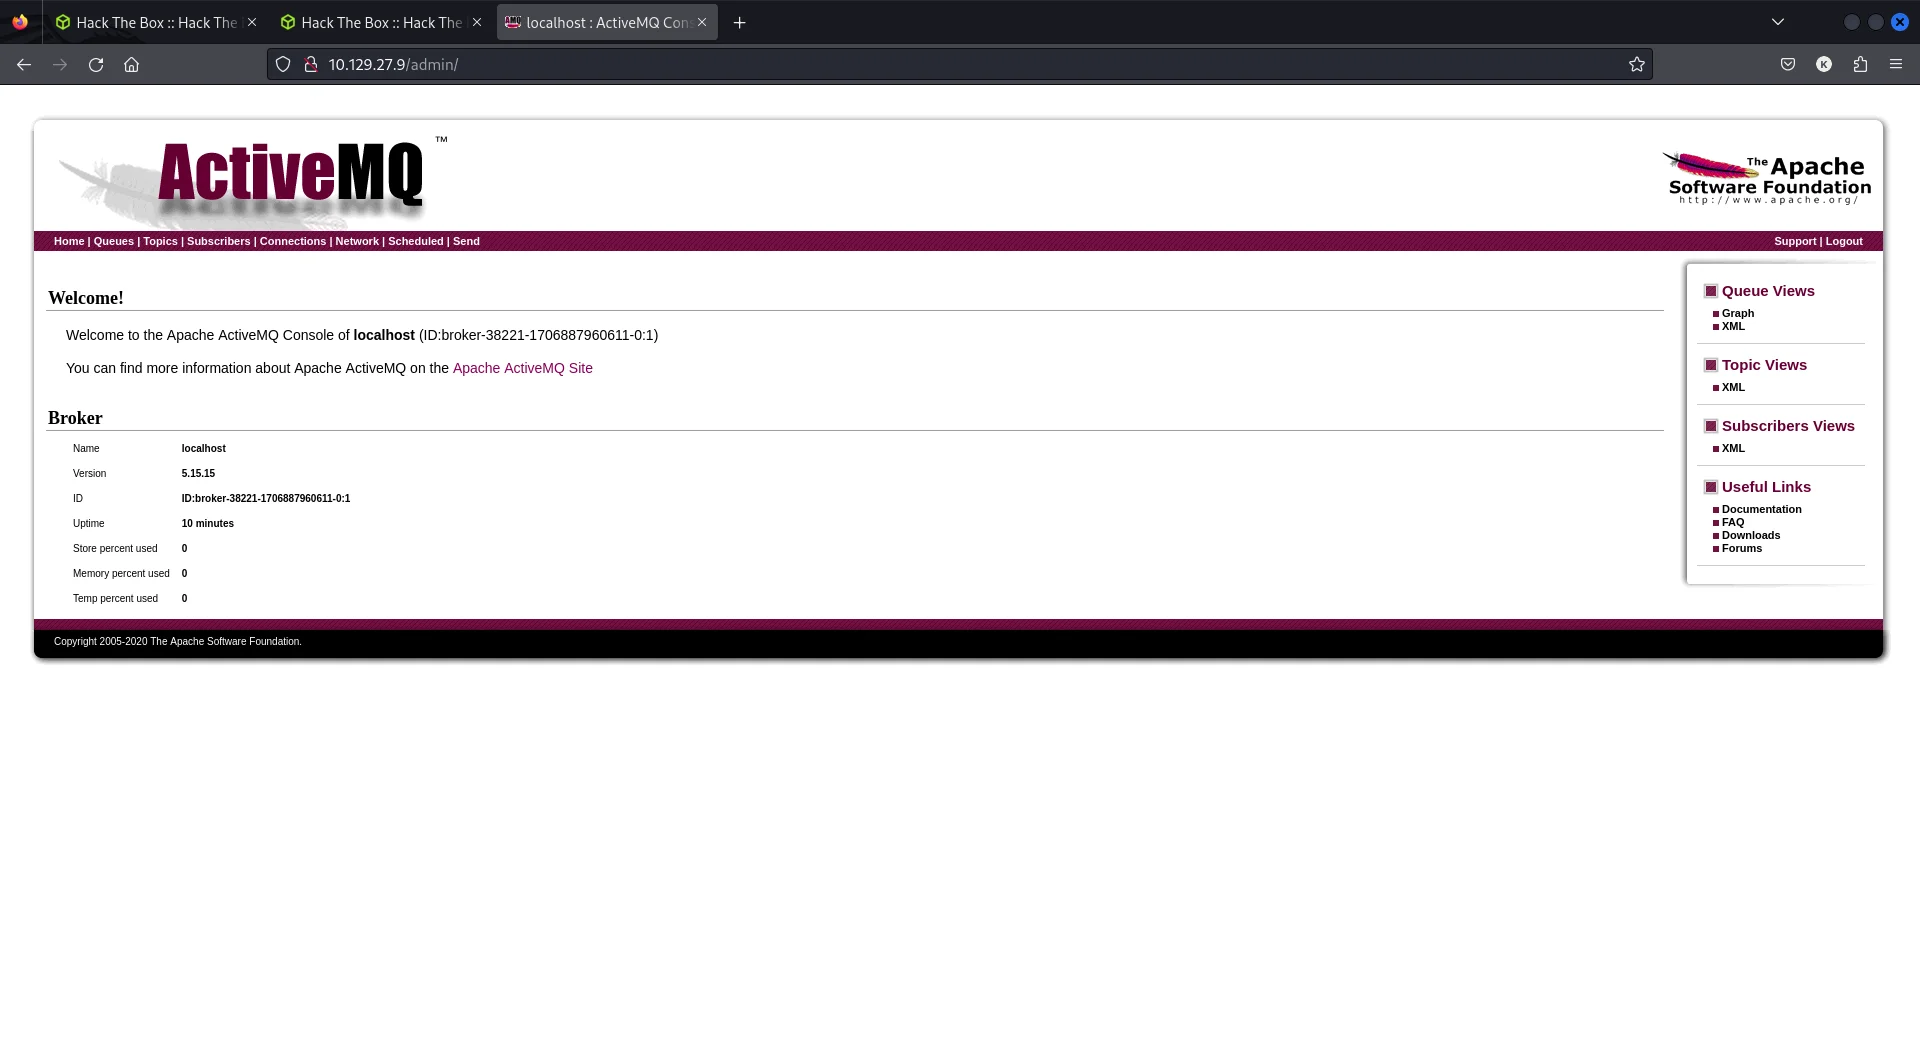 Hack The Box :: Hack The
Hack The Box :: Hack The
localhost : ActiveMQ Con
10.129.27.9/admin/
K
ActiveMQ ™
The Apache
Software Foundation
http://www.apache.org/
Home | Queues | Topics | Subscribers | Connections | Network | Scheduled | Send
Support | Logout
Welcome!
Welcome to the Apache ActiveMQ Console of localhost (ID:broker-38221-1706887960611-0:1)
You can find more information about Apache ActiveMQ on the Apache ActiveMQ Site
Broker
Name localhost
Version 5.15.15
ID ID:broker-38221-1706887960611-0:1
Uptime 10 minutes
Store percent used 0
Memory percent used 0
Temp percent used 0
Queue Views
Graph
XML
Topic Views
XML
Subscribers Views
XML
Useful Links
Documentation
FAQ
Downloads
Forums
Copyright 2005-2020 The Apache Software Foundation.